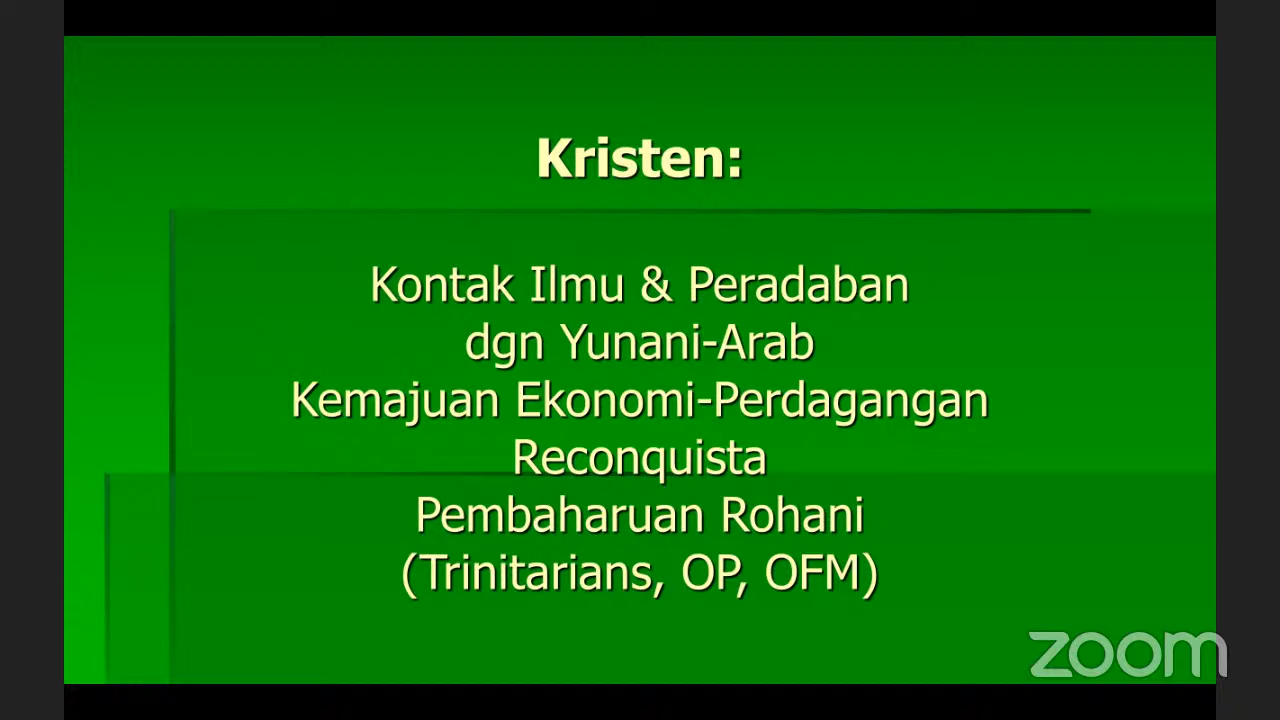 Kristen:
Kontak Ilmu & Peradaban
dgn Yunani-Arab
Kemajuan Ekonomi-Perdagangan
Reconquista
Pembaharuan Rohani
(Trinitarians, OP, OFM)
zoom